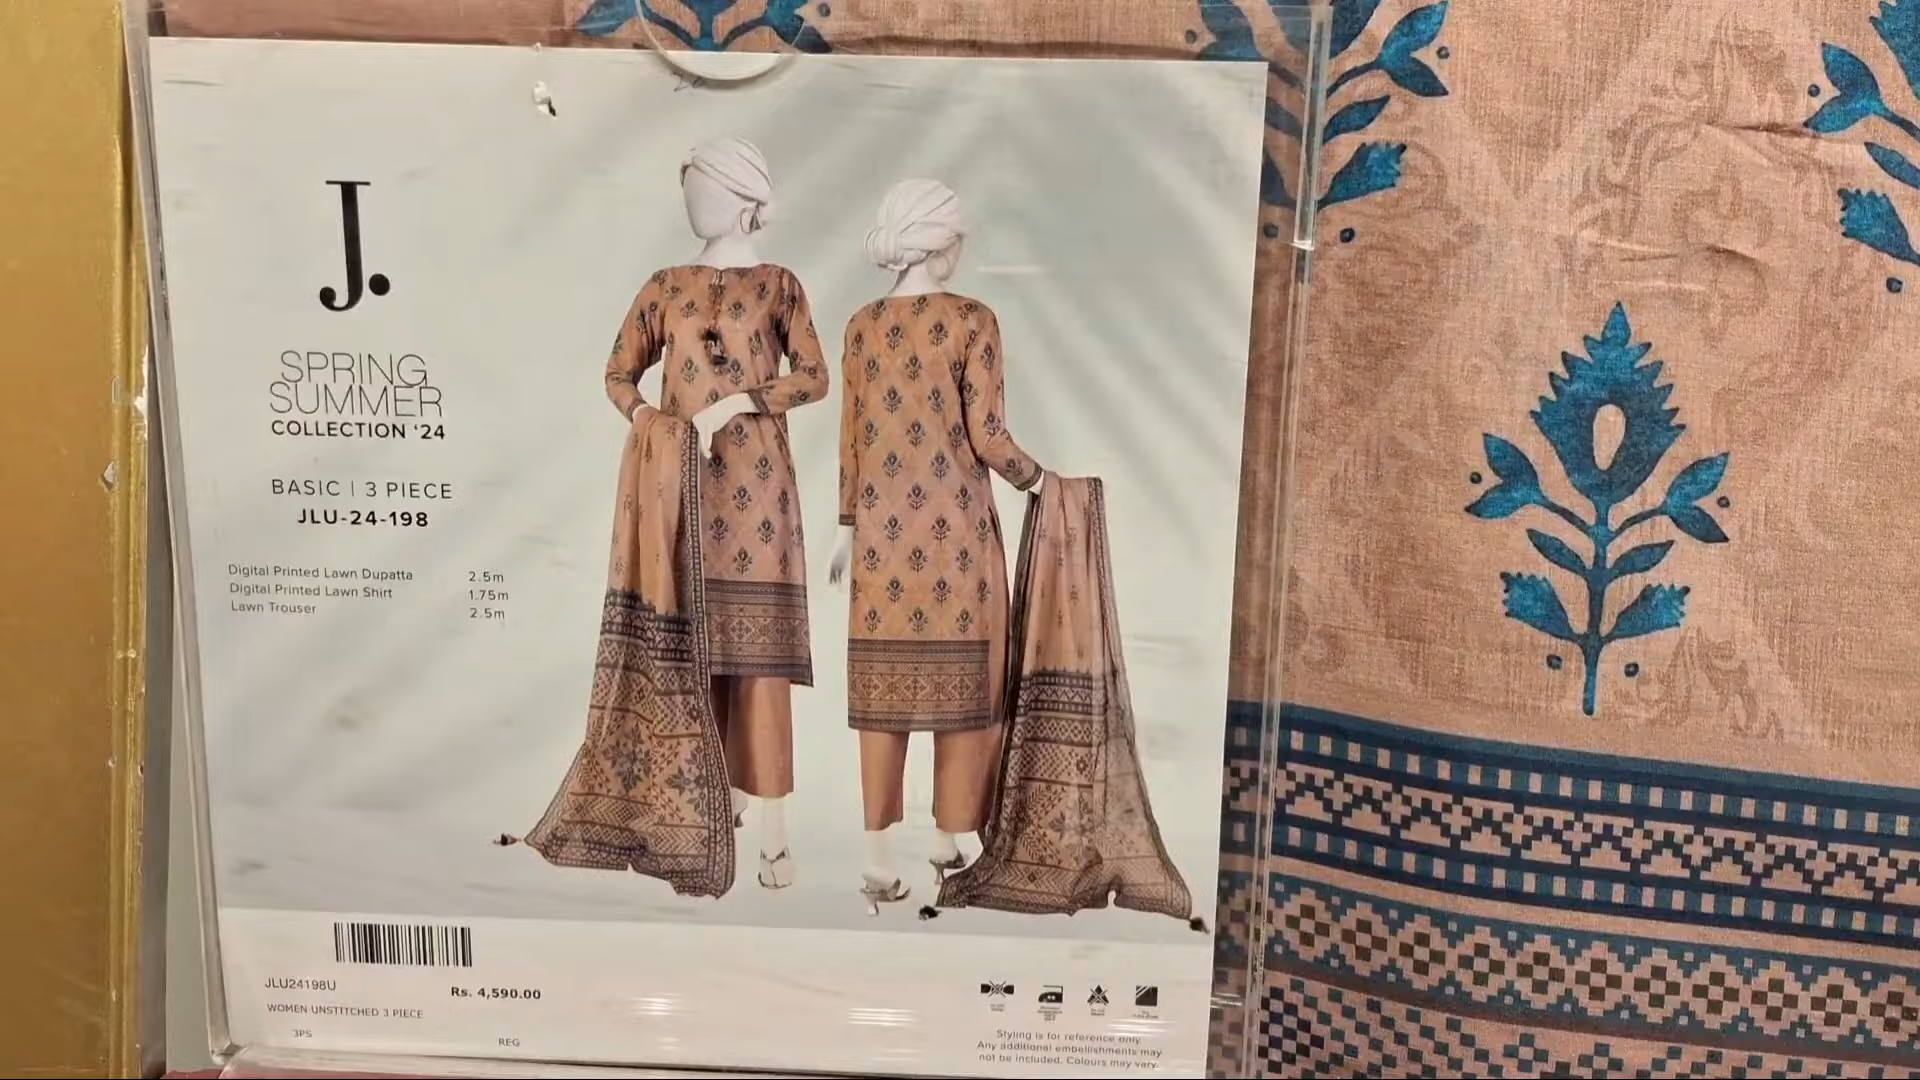 J.
SPRING
SUMMER
COLLECTION ‘24
BASIC | 3 PIECE
JLU-24-198
Digital Printed Lawn Dupatta 2.5m
Digital Printed Lawn Shirt 1.75m
Lawn Trouser 2.5m
JLU24198U
Rs. 4,590.00
WOMEN UNSTITCHED 3 PIECE
3PS REG
Styling is for reference only.
Any additional embellishments may
not be included. Colours may vary.